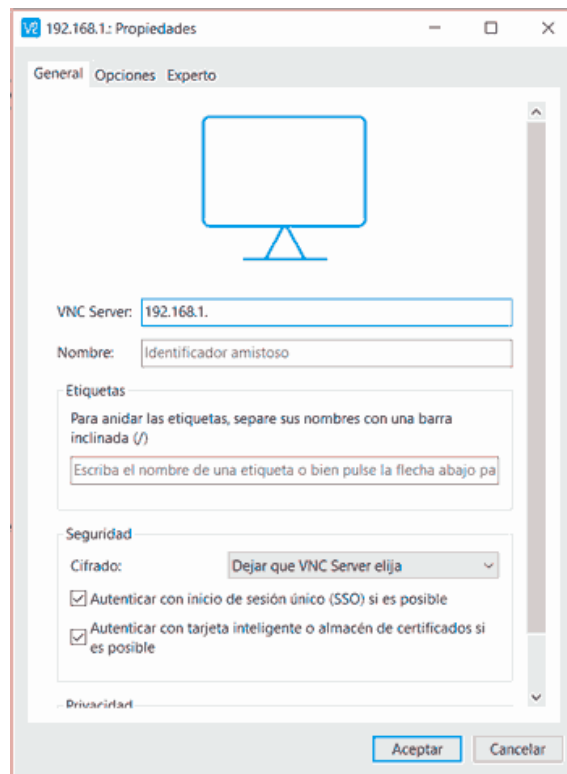 192.168.1.: Propiedades
General Opciones Experto
VNC Server: 192.168.1.
Nombre: Identificador amistoso
Etiquetas
Para anidar las etiquetas, separe sus nombres con una barra
inclinada (/)
Escriba el nombre de una etiqueta o bien pulse la flecha abajo pa
Seguridad
Cifrado: Dejar que VNC Server elija
Autenticar con inicio de sesión único (SSO) si es posible
Autenticar con tarjeta inteligente o almacén de certificados si
es posible
Privacidad
Aceptar Cancelar